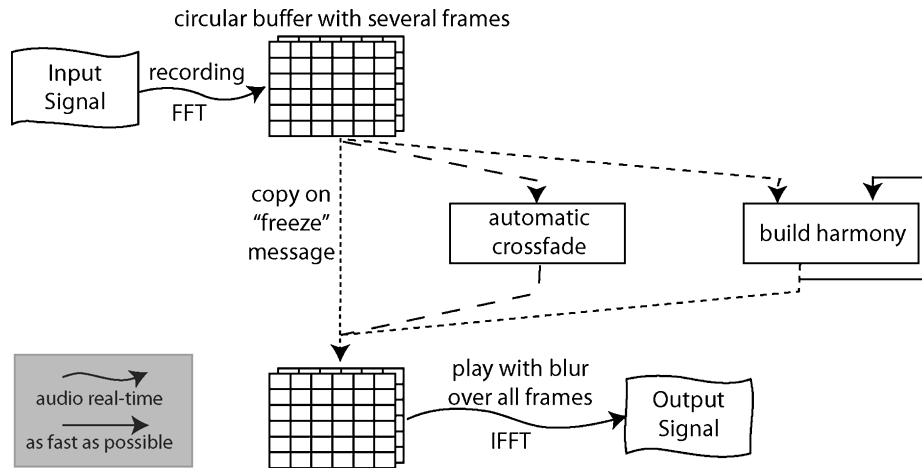 circular buffer with several frames
Input
Signal
recording
FFT
copy on
“freeze”
message
automatic
crossfade
build harmony
audio real-time
as fast as possible
play with blur
over all frames
IFFT
Output
Signal